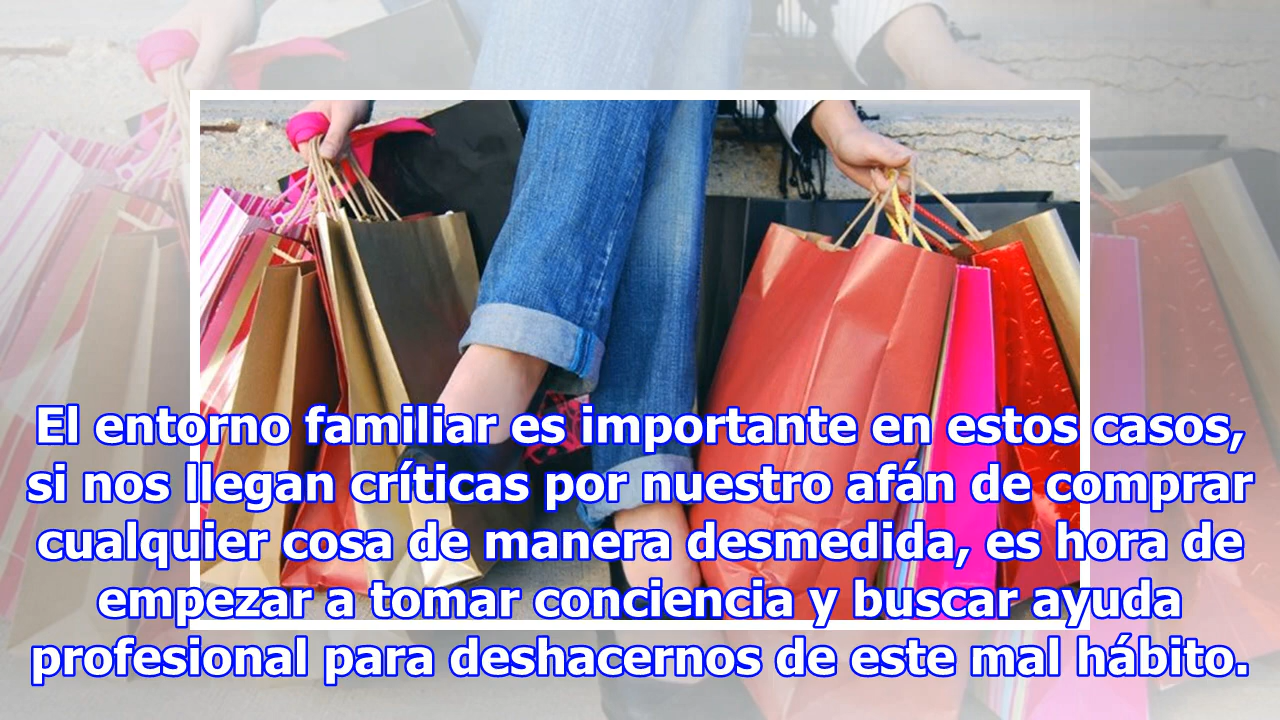 El entorno familiar es importante en estos casos,
si nos llegan críticas por nuestro afán de comprar
cualquier cosa de manera desmedida, es hora de
empezar a tomar conciencia y buscar ayuda
profesional para deshacernos de este mal hábito.